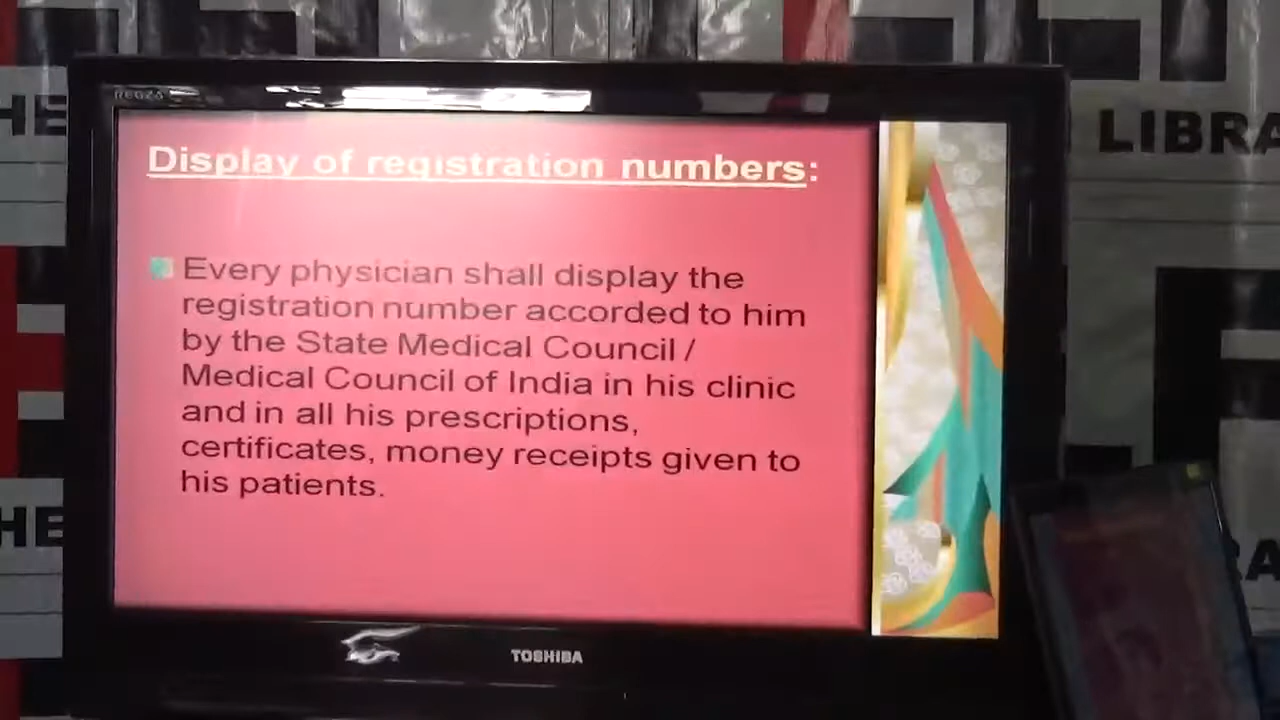 REGZA
HE
LIBRA
Display of registration numbers:
Every physician shall display the
registration number accorded to him
by the State Medical Council /
Medical Council of India in his clinic
and in all his prescriptions,
certificates, money receipts given to
his patients.
HE
RA
TOSHIBA